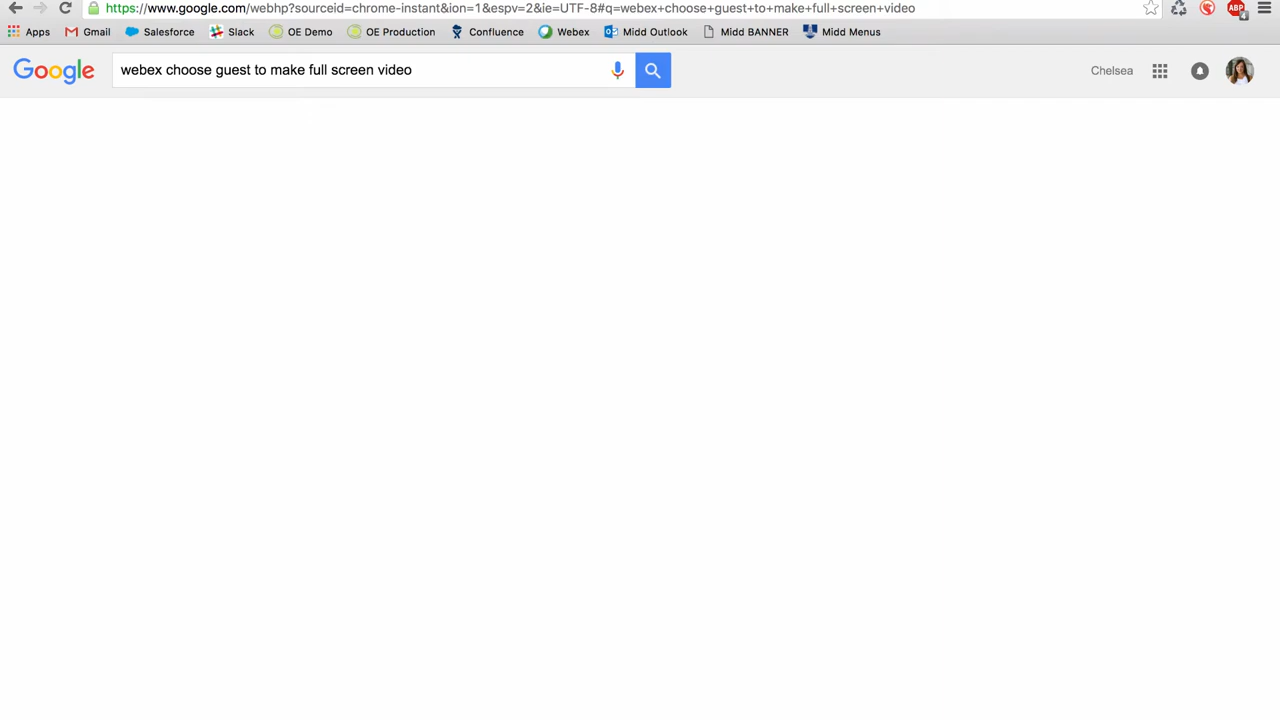 https://www.google.com/webhp?sourceid=chrome-instant&ion=1&espv=2&ie=UTF-8#q=webex+choose+guest+to+make+full+screen+video
ABP 4
Apps Gmail Salesforce Slack OE Demo OE Production Confluence Webex Midd Outlook Midd BANNER Midd Menus
Google webex choose guest to make full screen video Chelsea